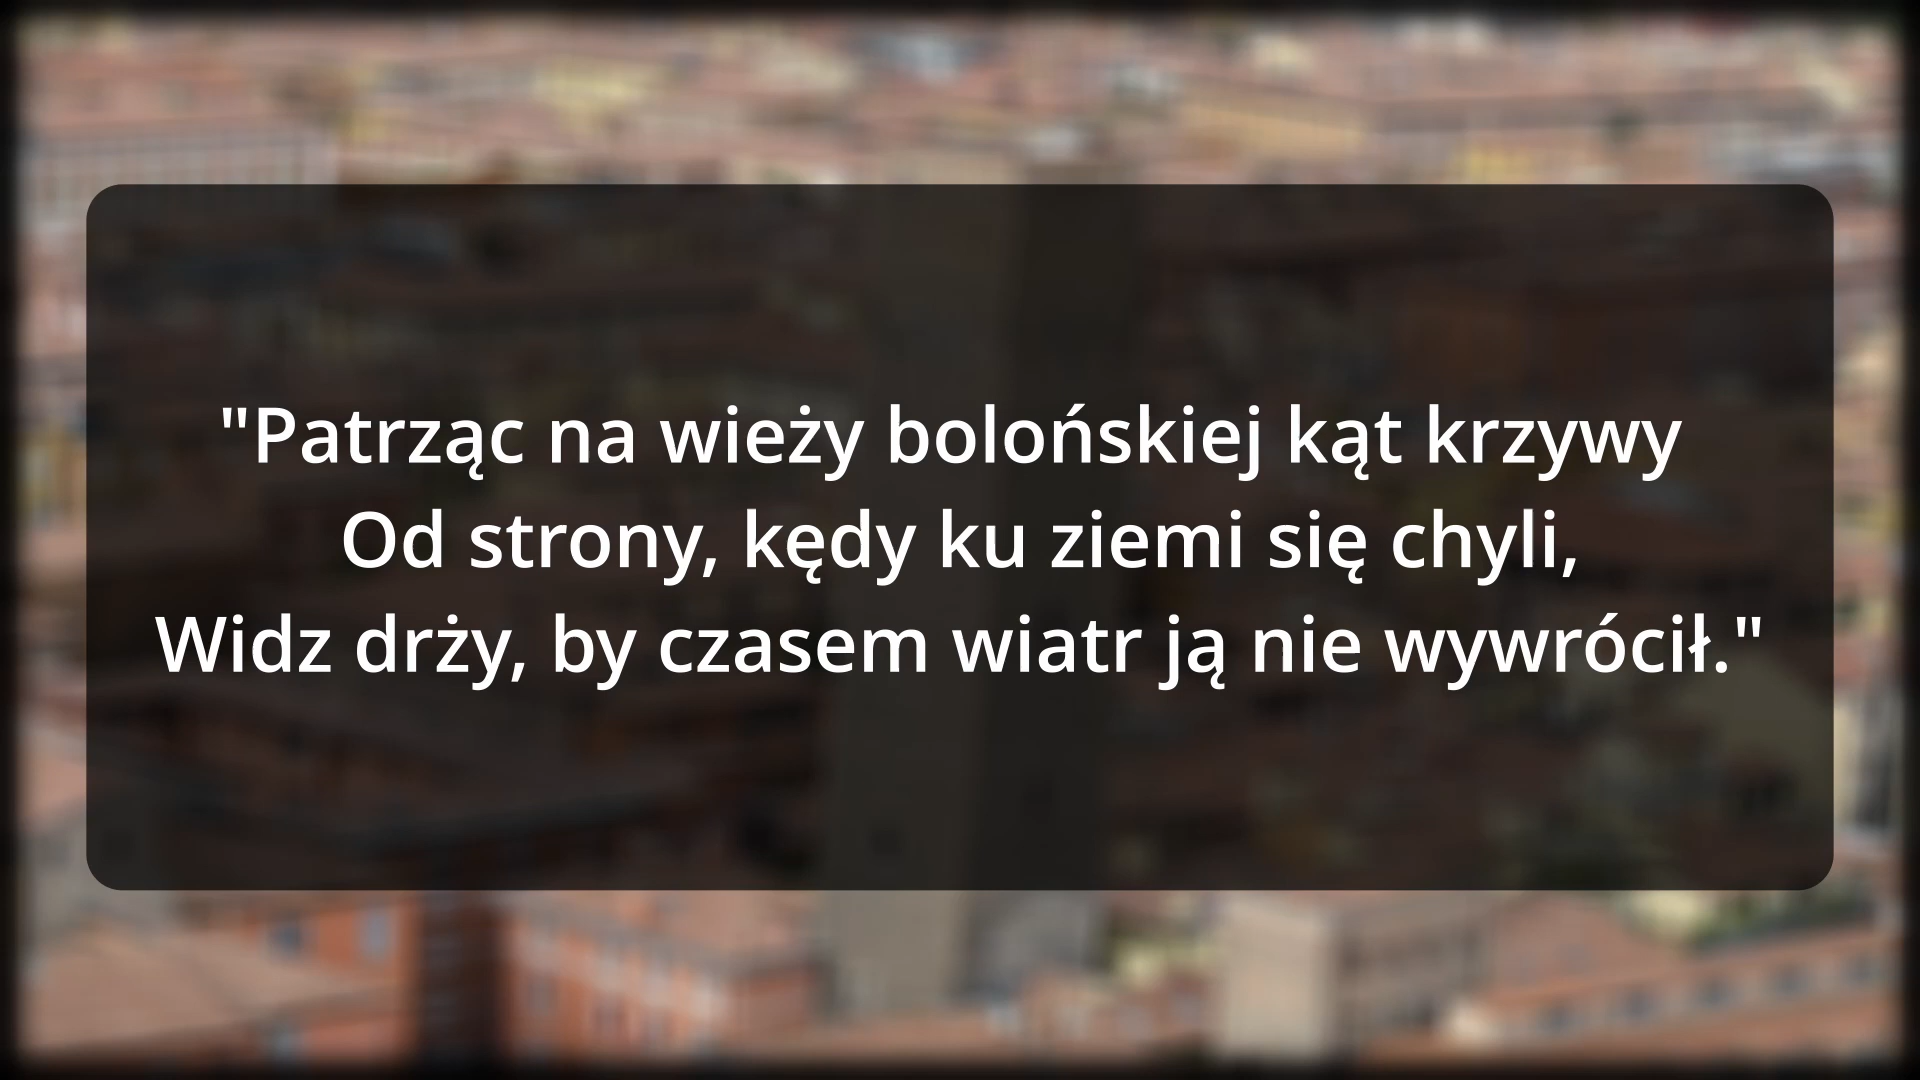 "Patrząc na wieży bolońskiej kąt krzywy
Od strony, kędy ku ziemi się chyli,
Widz drży, by czasem wiatr ją nie wywrócił."